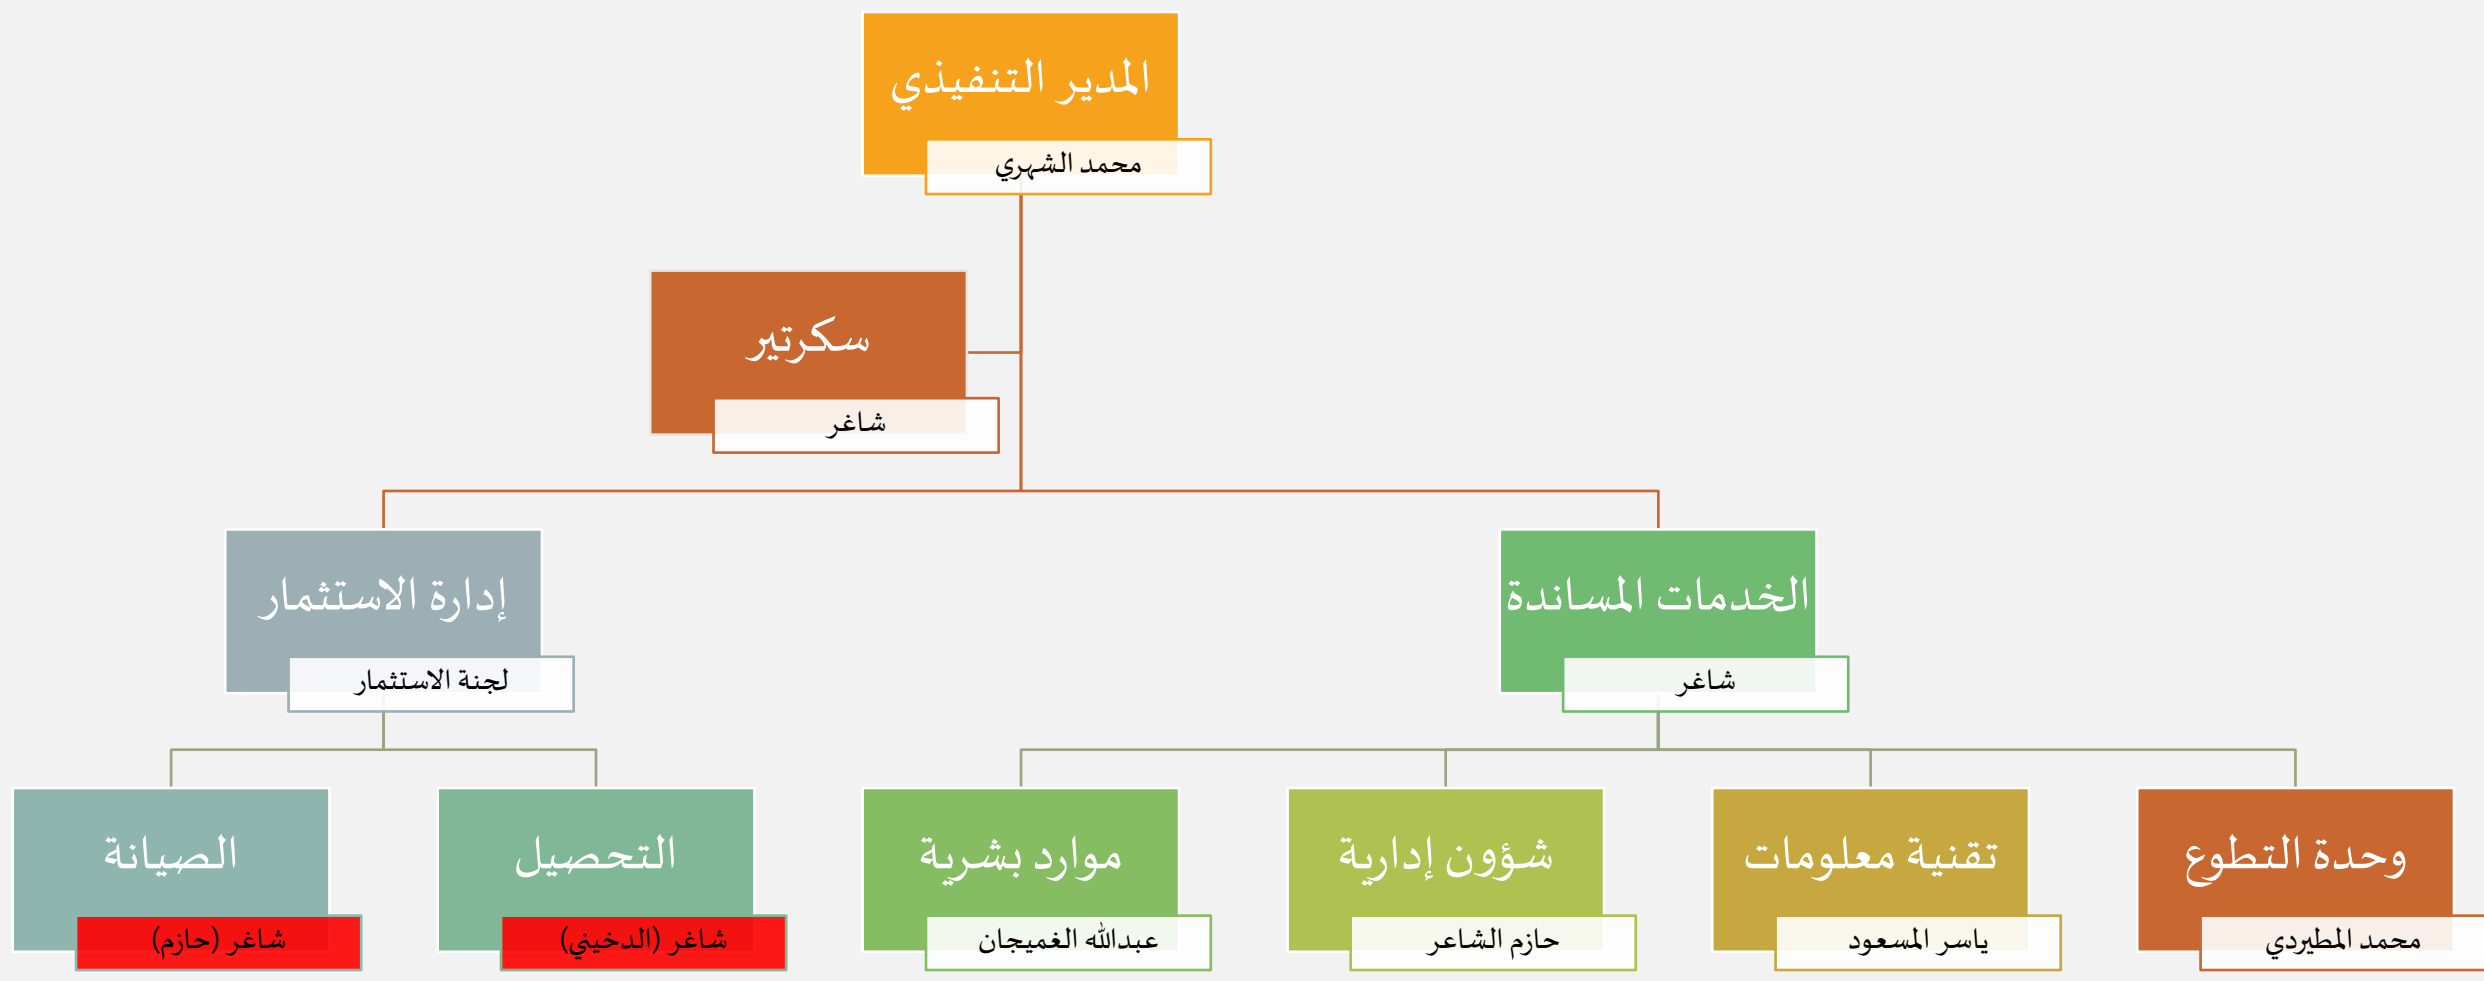 المدير التنفيذي
محمد الشهري
سكرتير
شاغر
الخدمات المساندة
شاغر
إدارة الاستثمار
لجنة الاستثمار
وحدة التطوع
محمد المطيردي
تقنية معلومات
ياسر المسعود
شؤون إدارية
حازم الشاعر
موارد بشرية
عبدالله الغميجان
التحصيل
شاغر (الدخيني)
الصيانة
شاغر (حازم)